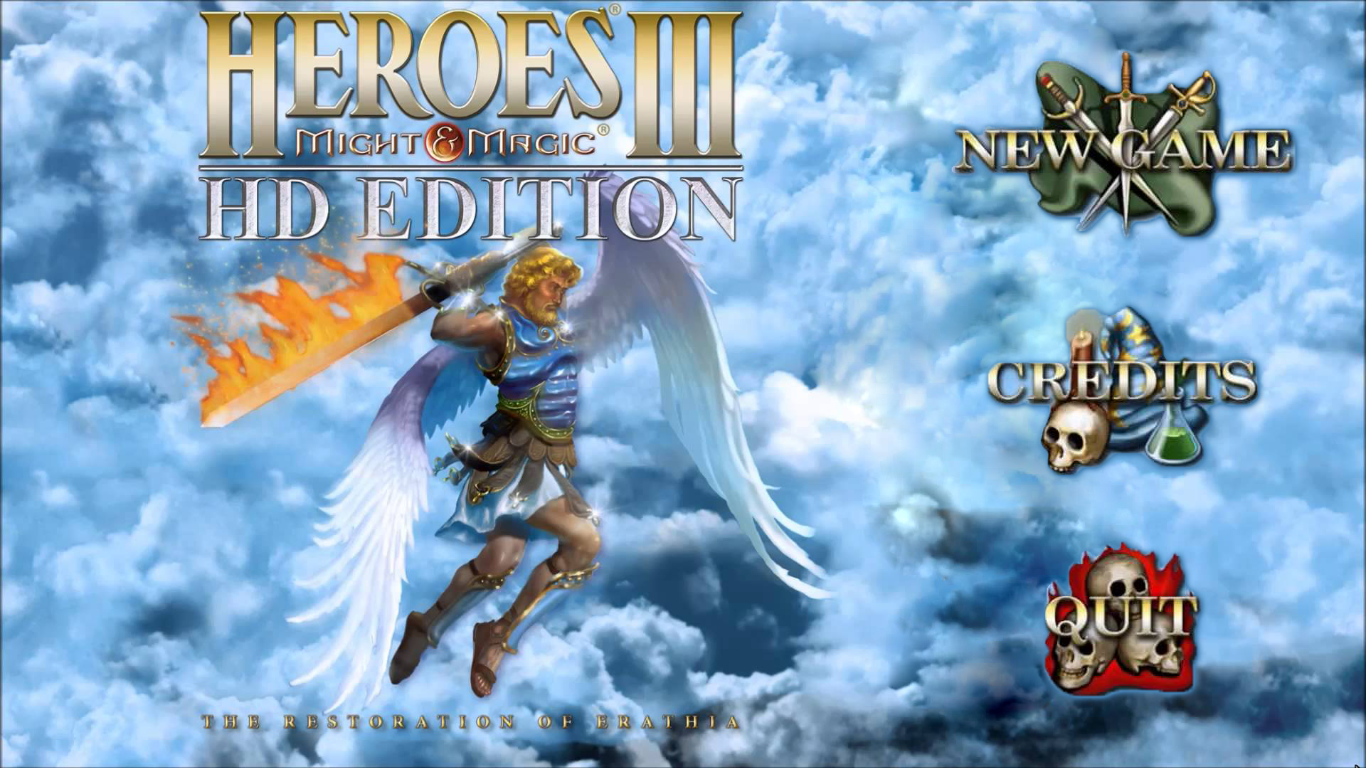 HEROES® III
MIGHT & MAGIC®
HD EDITION
NEW GAME
CREDITS
QUIT
THE RESTORATION OF ERATHIA